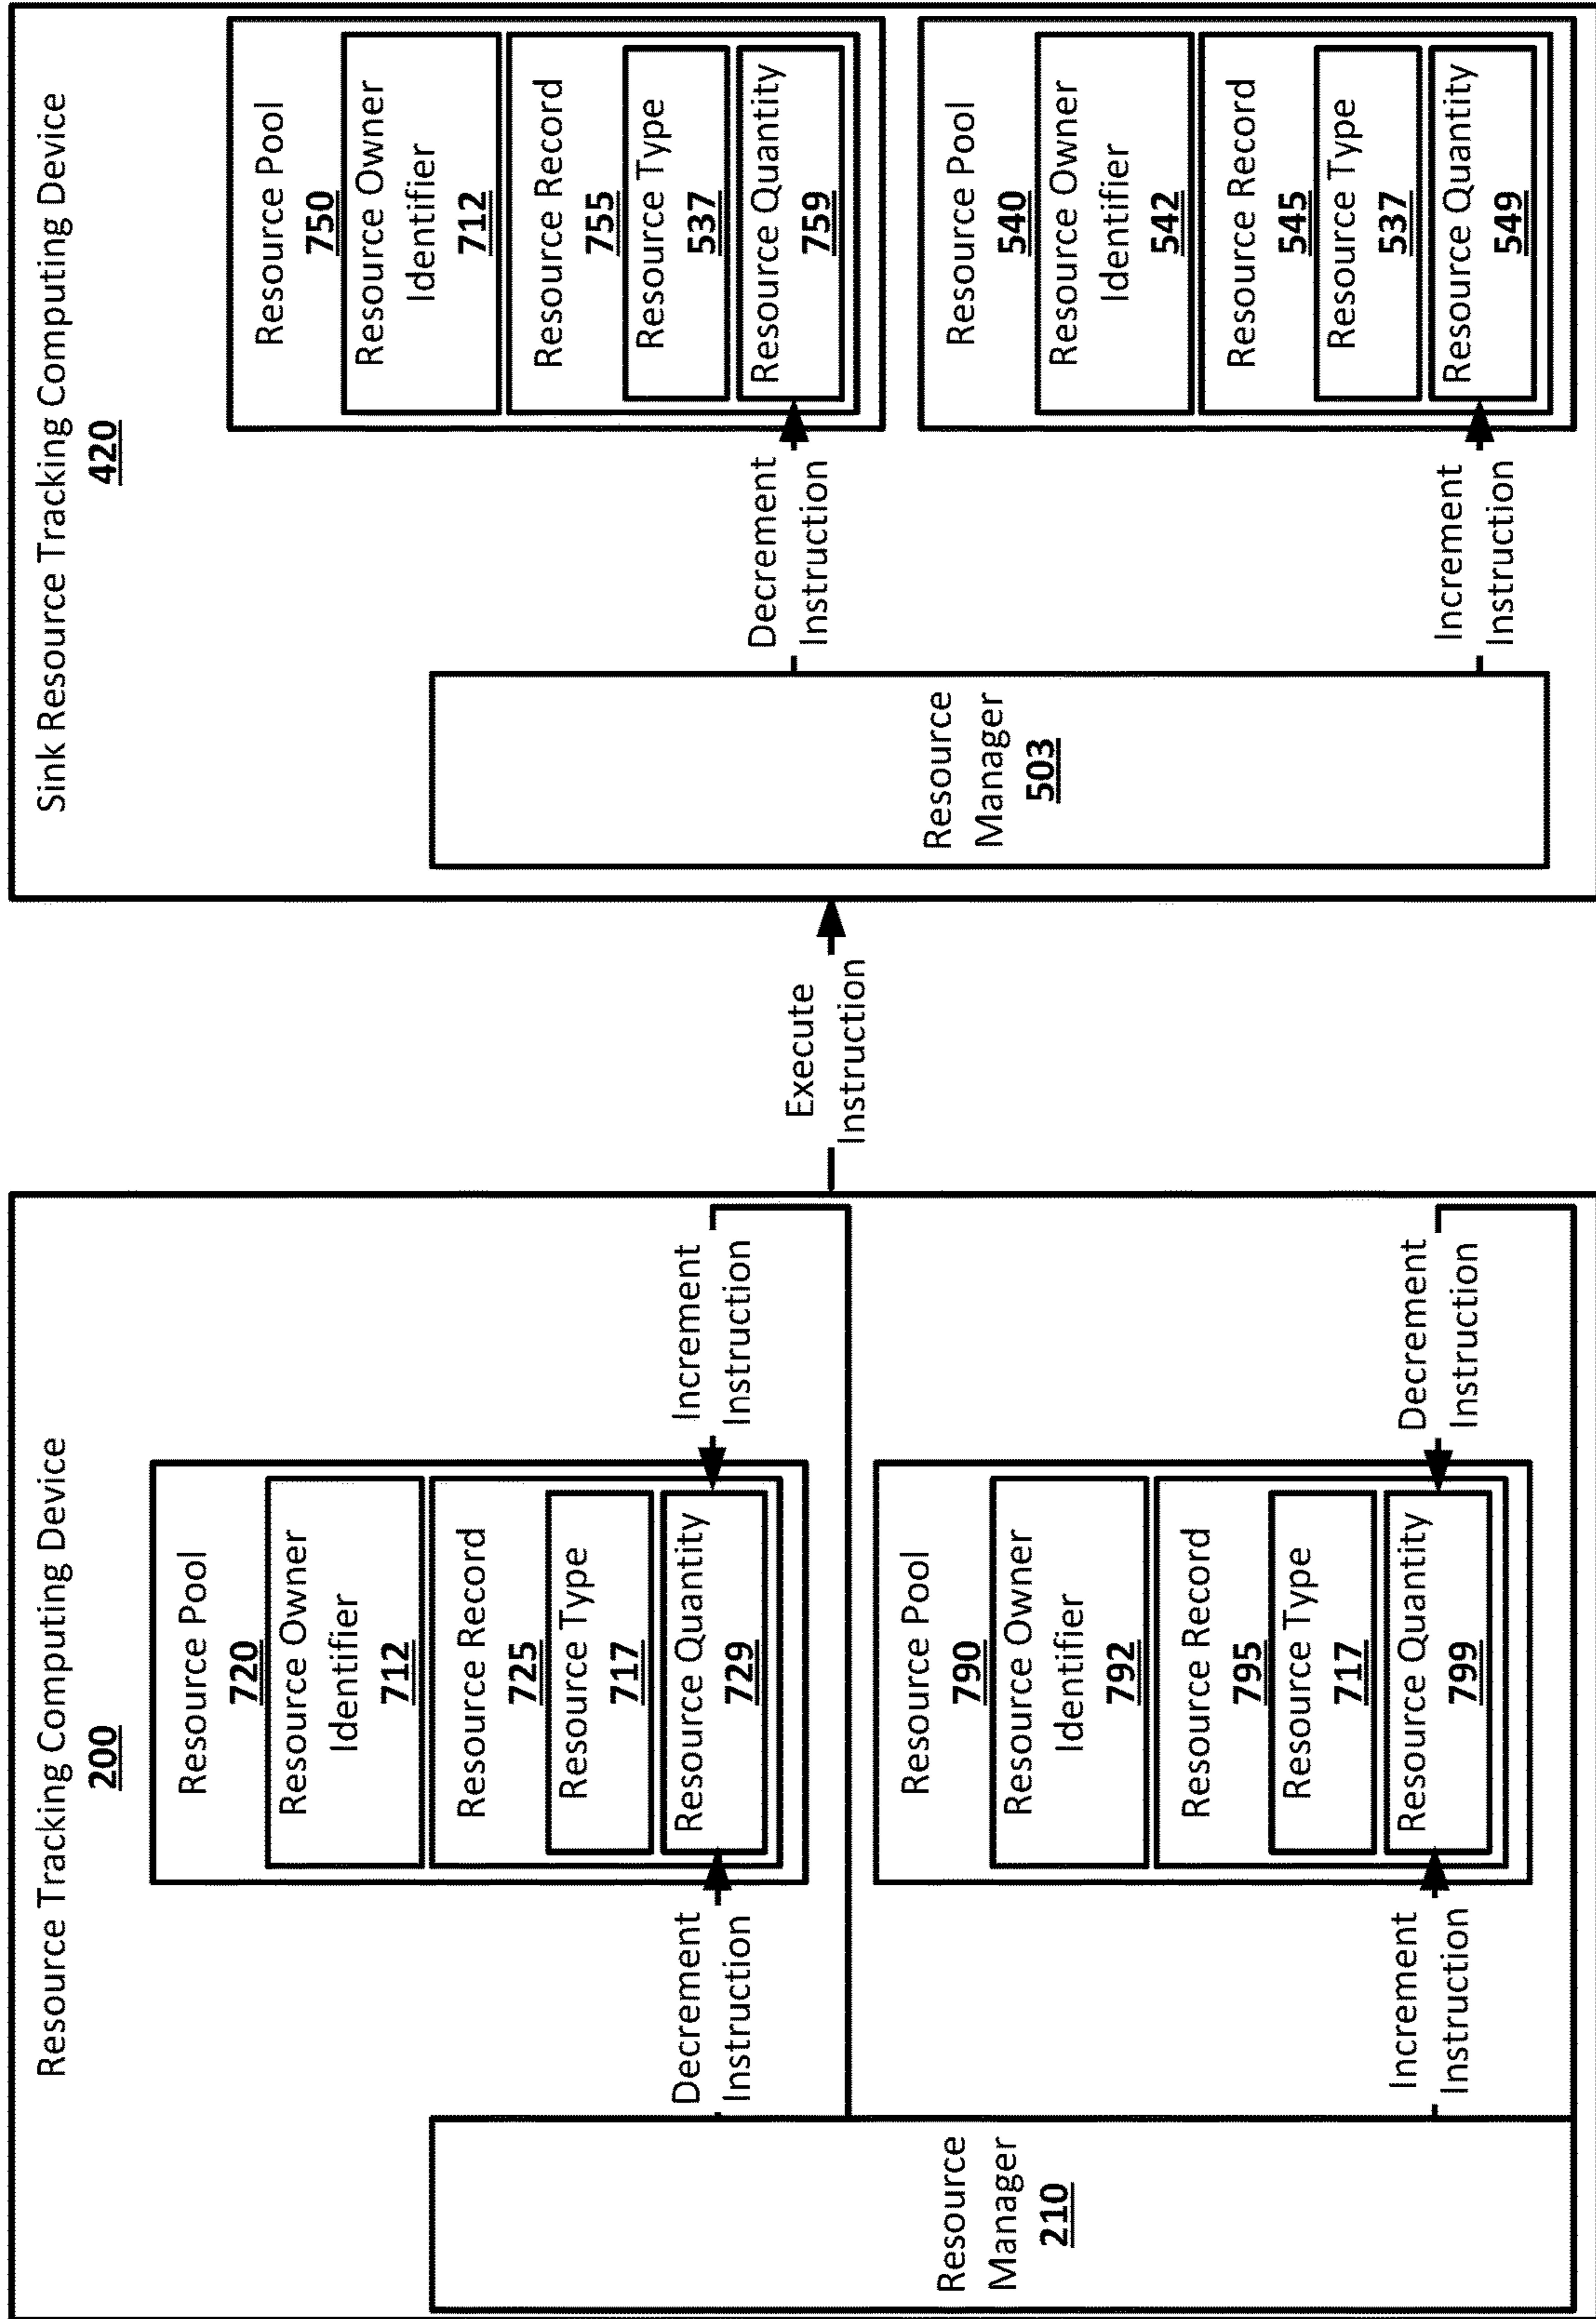 Resource Tracking Computing Device
200
Resource Manager
210
Decrement
Instruction
Resource Pool
720
Resource Owner
Identifier
712
Resource Record
725
Resource Type
717
Resource Quantity
729
Increment
Instruction
Increment
Instruction
Resource Pool
790
Resource Owner
Identifier
792
Resource Record
795
Resource Type
717
Resource Quantity
799
Decrement
Instruction
Execute
Instruction
Sink Resource Tracking Computing Device
420
Resource
Manager
503
Decrement
Instruction
Resource Pool
750
Resource Owner
Identifier
712
Resource Record
755
Resource Type
537
Resource Quantity
759
Increment
Instruction
Resource Pool
540
Resource Owner
Identifier
542
Resource Record
545
Resource Type
537
Resource Quantity
549